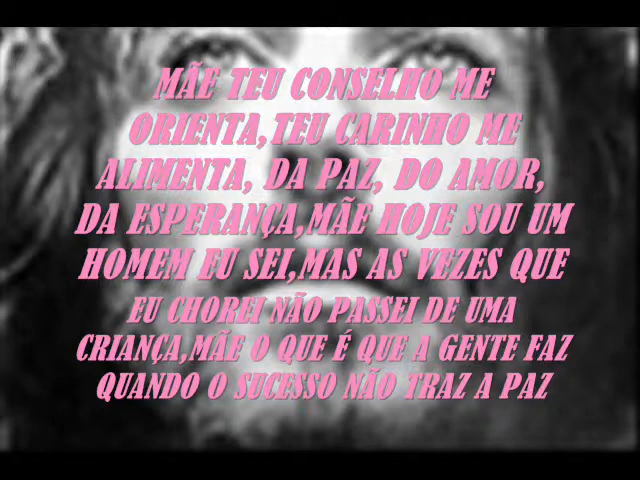 MÃE TEU CONSELHO ME
ORIENTA,TEU CARINHO ME
ALIMENTA, DA PAZ, DO AMOR,
DA ESPERANÇA,MÃE HOJE SOU UM
HOMEM EU SEI,MAS AS VEZES QUE
EU CHOREI NÃO PASSEI DE UMA
CRIANÇA,MÃE O QUE É QUE A GENTE FAZ
QUANDO O SUCESSO NÃO TRAZ A PAZ